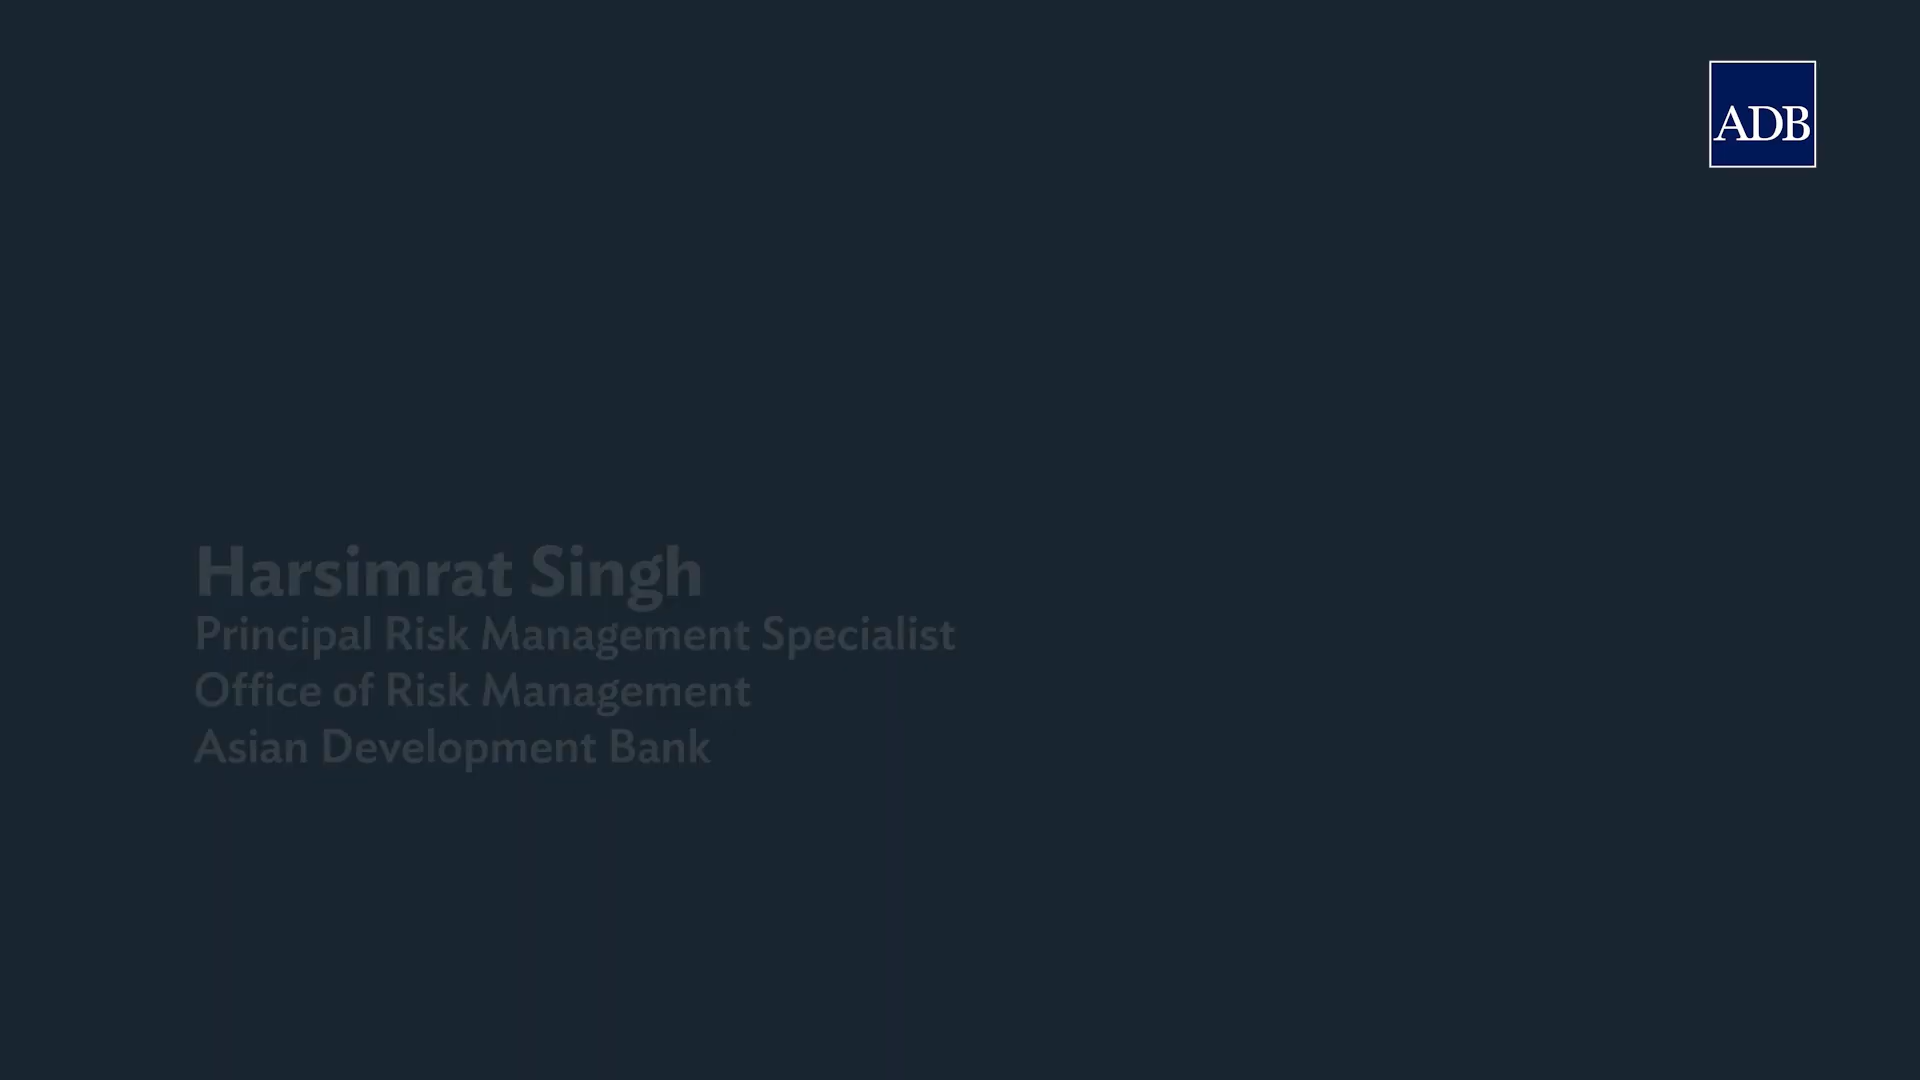 ADB
Harsimrat Singh
Principal Risk Management Specialist
Office of Risk Management
Asian Development Bank